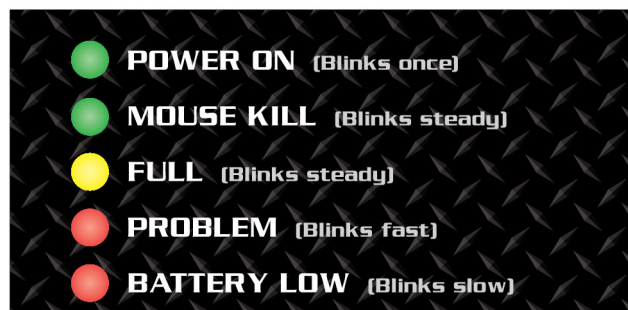 POWER ON (Blinks once)
MOUSE KILL (Blinks steady)
FULL (Blinks steady)
PROBLEM (Blinks fast)
BATTERY LOW (Blinks slow)